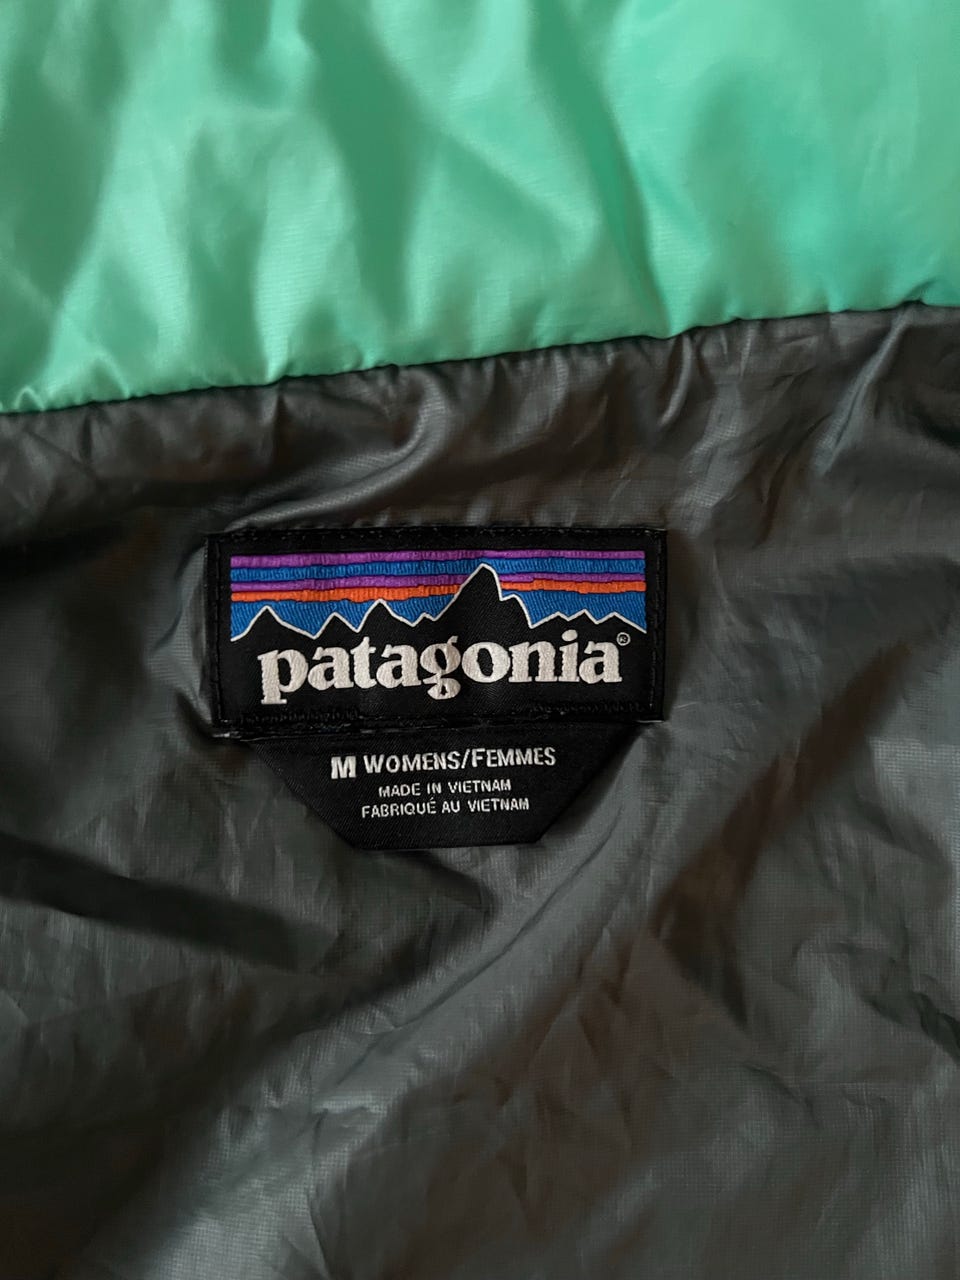 patagonia®
M WOMENS/FEMMES
MADE IN VIETNAM
FABRIQUÉ AU VIETNAM